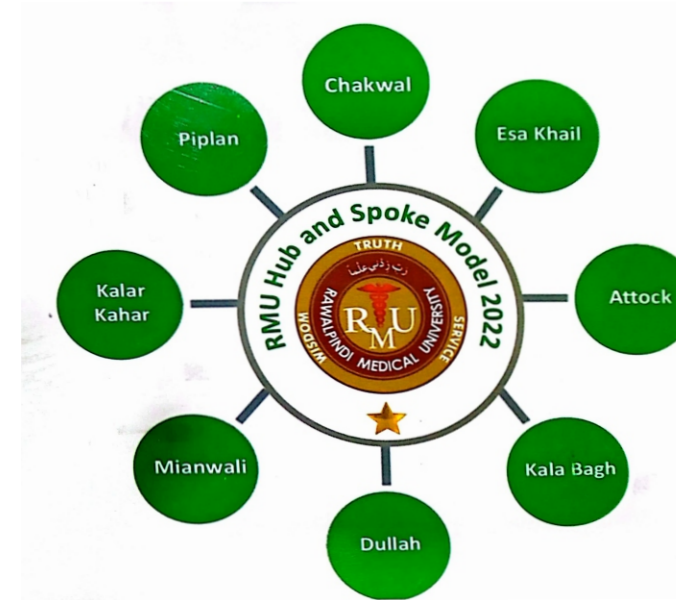 Chakwal
Esa Khail
Attock
Kala Bagh
Dullah
Mianwali
Kalar
Kahar
Piplan
RMU Hub and Spoke Model 2022
TRUTH
WISDOM
SERVICE
رَبِّ زِدْنِي عِلْماً
RAWALPINDI MEDICAL UNIVERSITY
RMU